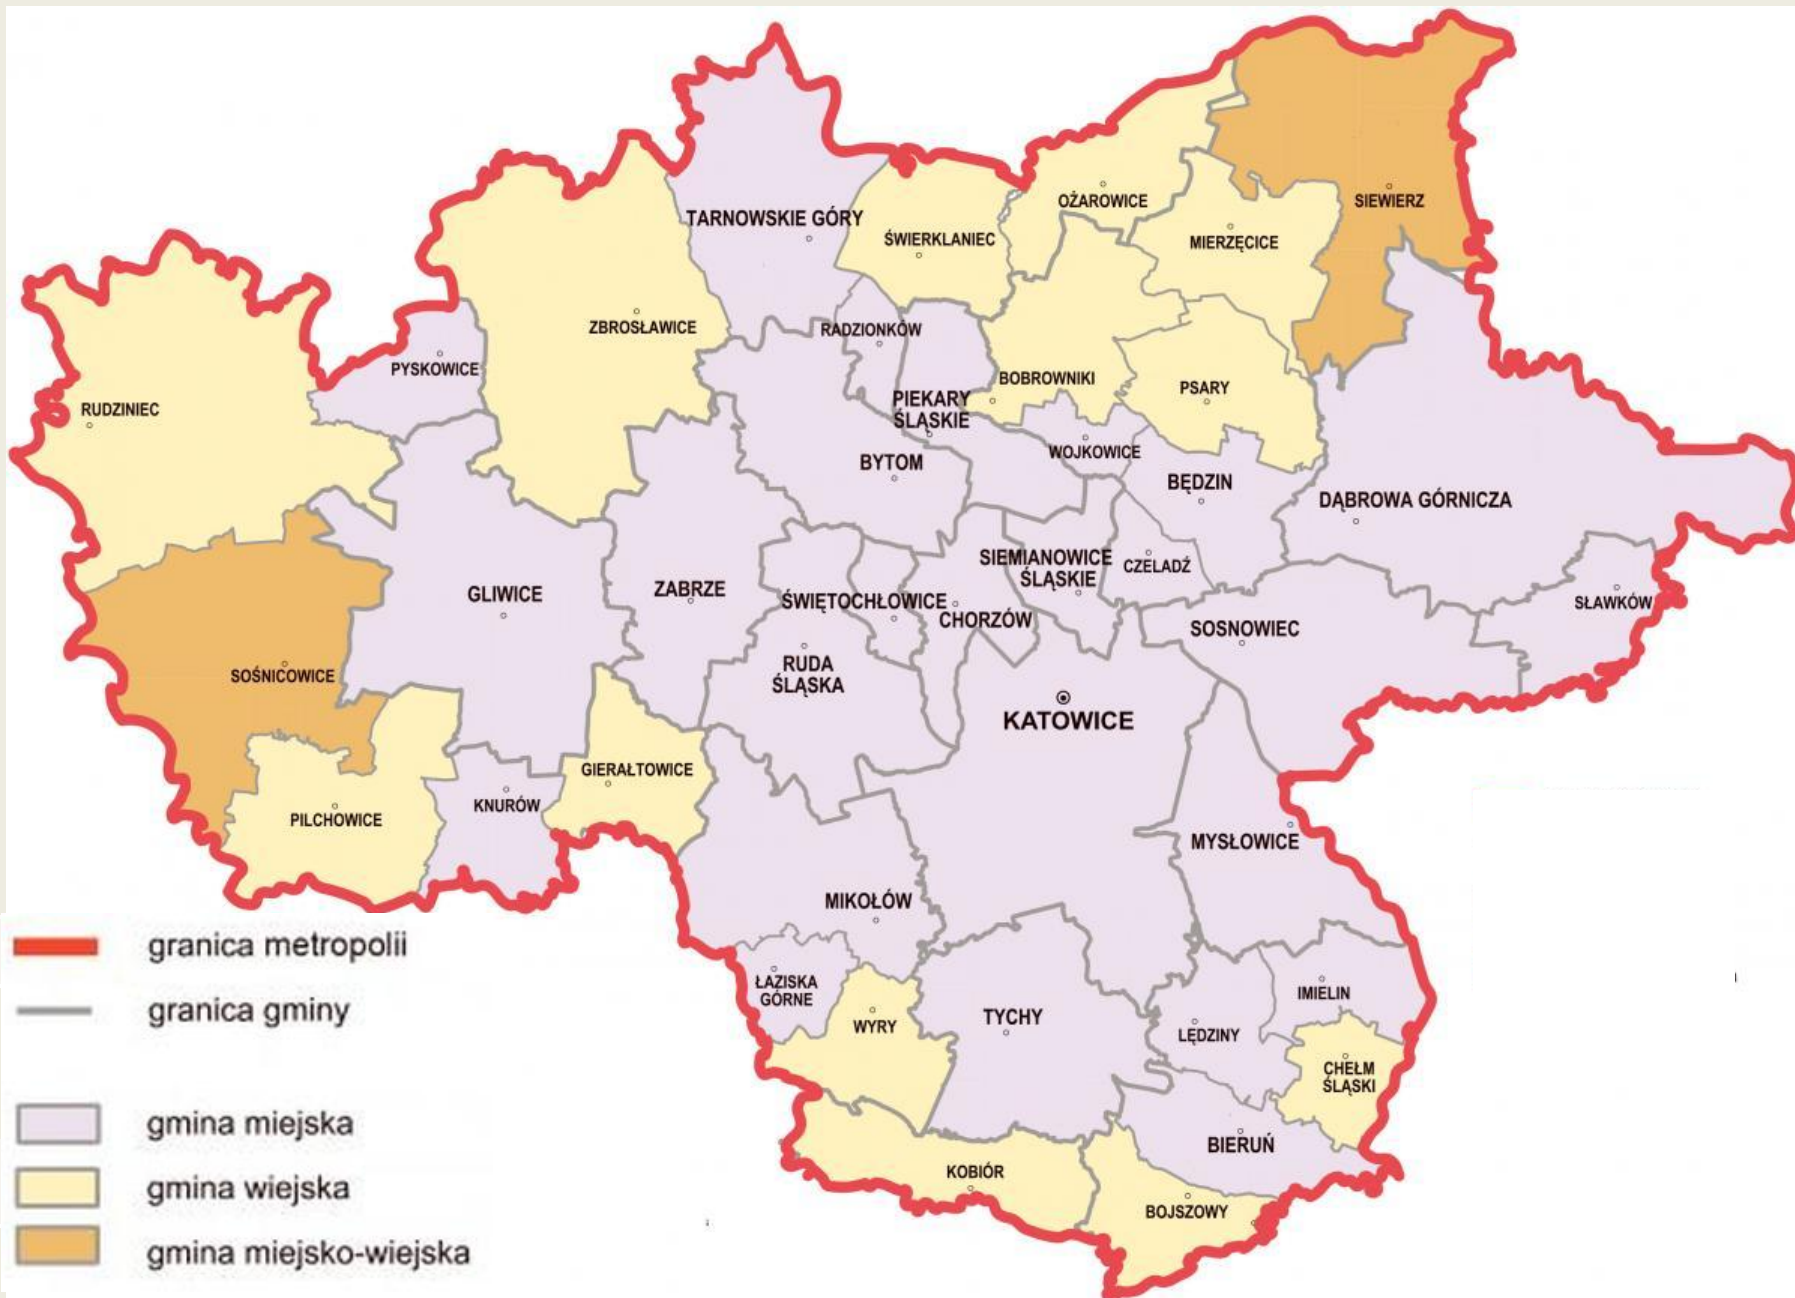 TARNOWSKIE GÓRY
ŚWIERKLANIEC
OŻAROWICE
MIERZĘCICE
SIEWIERZ
ZBROSŁAWICE
RADZIONKÓW
PYSKOWICE
BOBROWNIKI
PSARY
RUDZINIEC
PIEKARY
ŚLĄSKIE
WOJKOWICE
BYTOM
BĘDZIN
DĄBROWA GÓRNICZA
GLIWICE
ZABRZE
ŚWIĘTOCHŁOWICE
CHORZÓW
SIEMIANOWICE
ŚLĄSKIE
CZELADŹ
SŁAWKÓW
SOSNOWIEC
SOŚNICOWICE
RUDA
ŚLĄSKA
KATOWICE
GIERAŁTOWICE
KNURÓW
PILCHOWICE
MYSŁOWICE
MIKOŁÓW
ŁAZISKA
GÓRNE
WYRY
TYCHY
IMIELIN
LĘDZINY
CHEŁM
ŚLĄSKI
BIERUŃ
KOBIÓR
BOJSZOWY
granica metropolii
granica gminy
gmina miejska
gmina wiejska
gmina miejsko-wiejska